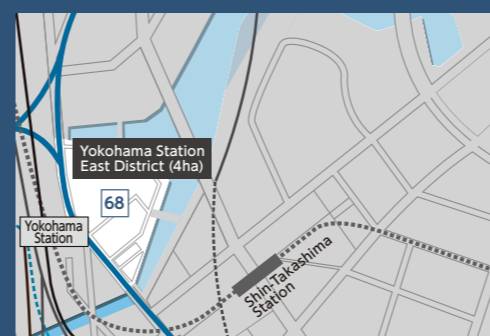 Yokohama Station
East District (4ha)
68
Yokohama
Station
Shin-Takashima
Station